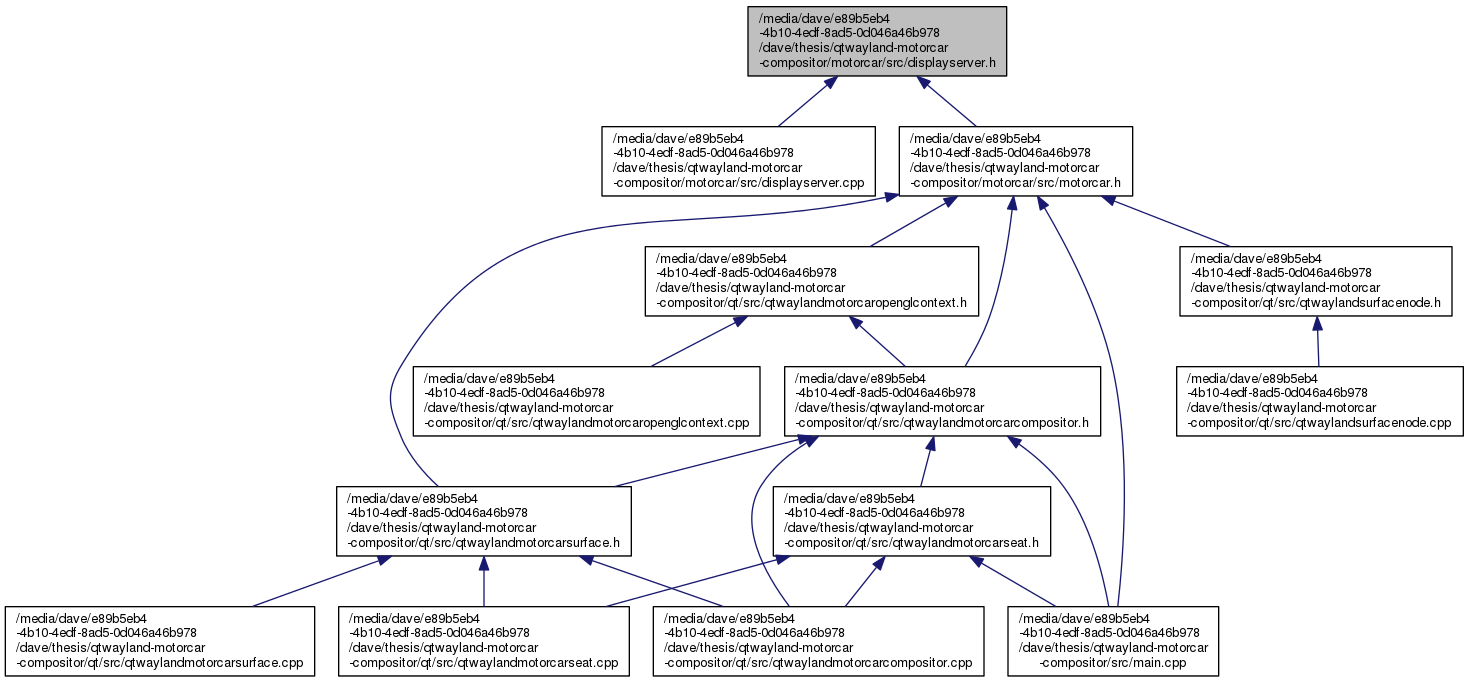 /media/dave/e89b5eb4
-4b10-4edf-8ad5-0d046a46b978
/dave/thesis/qtwayland-motorcar
-compositor/motorcar/src/displayserver.h
/media/dave/e89b5eb4
-4b10-4edf-8ad5-0d046a46b978
/dave/thesis/qtwayland-motorcar
-compositor/motorcar/src/displayserver.cpp
/media/dave/e89b5eb4
-4b10-4edf-8ad5-0d046a46b978
/dave/thesis/qtwayland-motorcar
-compositor/motorcar/src/motorcar.h
/media/dave/e89b5eb4
-4b10-4edf-8ad5-0d046a46b978
/dave/thesis/qtwayland-motorcar
-compositor/qt/src/qtwaylandmotorcaropenglcontext.h
/media/dave/e89b5eb4
-4b10-4edf-8ad5-0d046a46b978
/dave/thesis/qtwayland-motorcar
-compositor/qt/src/qtwaylandsurfacenode.h
/media/dave/e89b5eb4
-4b10-4edf-8ad5-0d046a46b978
/dave/thesis/qtwayland-motorcar
-compositor/qt/src/qtwaylandmotorcaropenglcontext.cpp
/media/dave/e89b5eb4
-4b10-4edf-8ad5-0d046a46b978
/dave/thesis/qtwayland-motorcar
-compositor/qt/src/qtwaylandmotorcarcompositor.h
/media/dave/e89b5eb4
-4b10-4edf-8ad5-0d046a46b978
/dave/thesis/qtwayland-motorcar
-compositor/qt/src/qtwaylandsurfacenode.cpp
/media/dave/e89b5eb4
-4b10-4edf-8ad5-0d046a46b978
/dave/thesis/qtwayland-motorcar
-compositor/qt/src/qtwaylandmotorcarsurface.h
/media/dave/e89b5eb4
-4b10-4edf-8ad5-0d046a46b978
/dave/thesis/qtwayland-motorcar
-compositor/qt/src/qtwaylandmotorcarseat.h
/media/dave/e89b5eb4
-4b10-4edf-8ad5-0d046a46b978
/dave/thesis/qtwayland-motorcar
-compositor/qt/src/qtwaylandmotorcarsurface.cpp
/media/dave/e89b5eb4
-4b10-4edf-8ad5-0d046a46b978
/dave/thesis/qtwayland-motorcar
-compositor/qt/src/qtwaylandmotorcarseat.cpp
/media/dave/e89b5eb4
-4b10-4edf-8ad5-0d046a46b978
/dave/thesis/qtwayland-motorcar
-compositor/qt/src/qtwaylandmotorcarcompositor.cpp
/media/dave/e89b5eb4
-4b10-4edf-8ad5-0d046a46b978
/dave/thesis/qtwayland-motorcar
-compositor/src/main.cpp